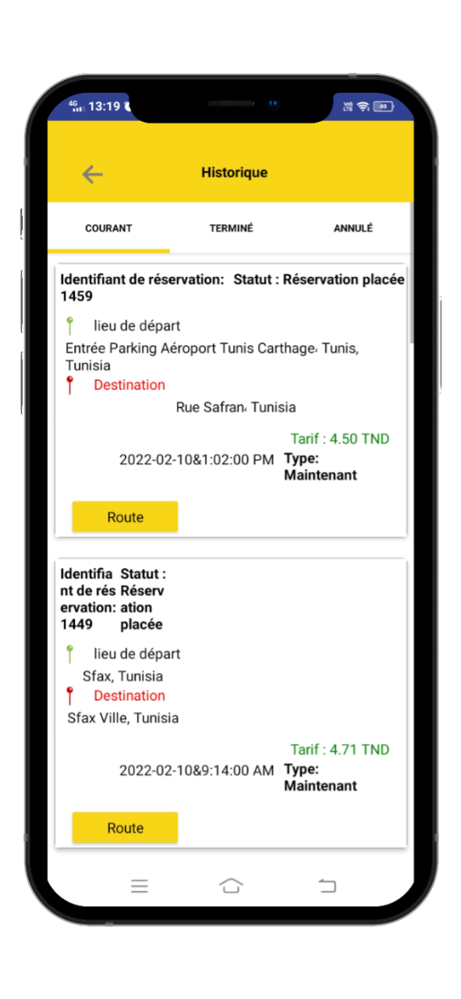 4G 13:19 VoLTE 40
Historique
COURANT TERMINÉ ANNULÉ
Identifiant de réservation: Statut : Réservation placée
1459
lieu de départ
Entrée Parking Aéroport Tunis Carthage، Tunis,
Tunisia
Destination
Rue Safran، Tunisia
Tarif : 4.50 TND
2022-02-10&1:02:00 PM Type:
Maintenant
Route
Identifia Statut :
nt de rés Réserv
ervation: ation
1449 placée
lieu de départ
Sfax, Tunisia
Destination
Sfax Ville, Tunisia
Tarif : 4.71 TND
2022-02-10&9:14:00 AM Type:
Maintenant
Route